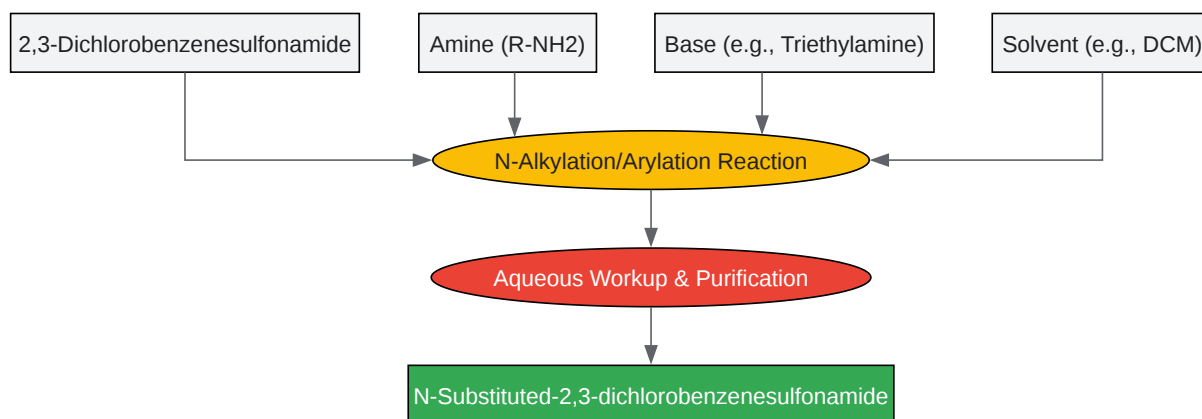 2,3-Dichlorobenzenesulfonamide
Amine (R-NH2)
Base (e.g., Triethylamine)
Solvent (e.g., DCM)
N-Alkylation/Arylation Reaction
Aqueous Workup & Purification
N-Substituted-2,3-dichlorobenzenesulfonamide